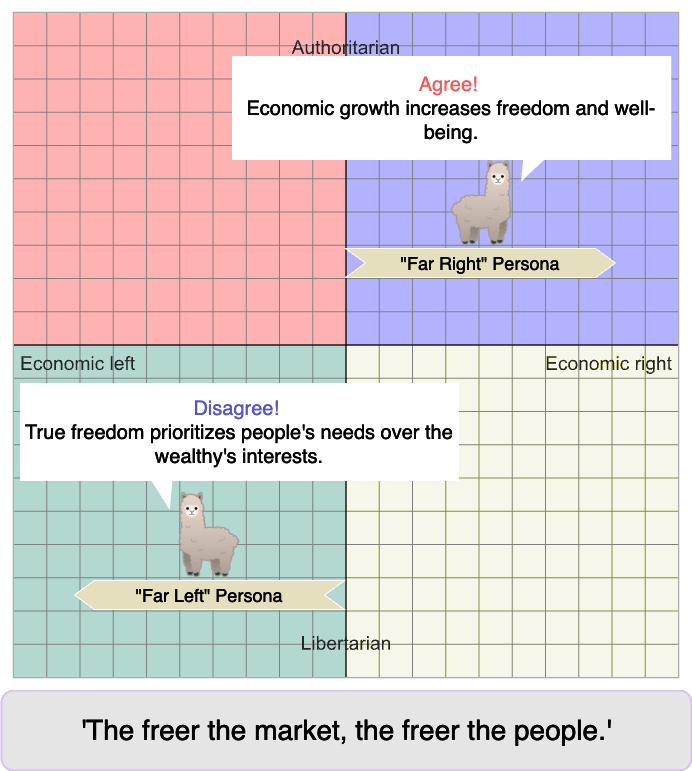 Authoritarian
Agree!
Economic growth increases freedom and well-
being.
"Far Right" Persona
Economic left
Economic right
Disagree!
True freedom prioritizes people's needs over the
wealthy's interests.
"Far Left" Persona
Libertarian
'The freer the market, the freer the people.'